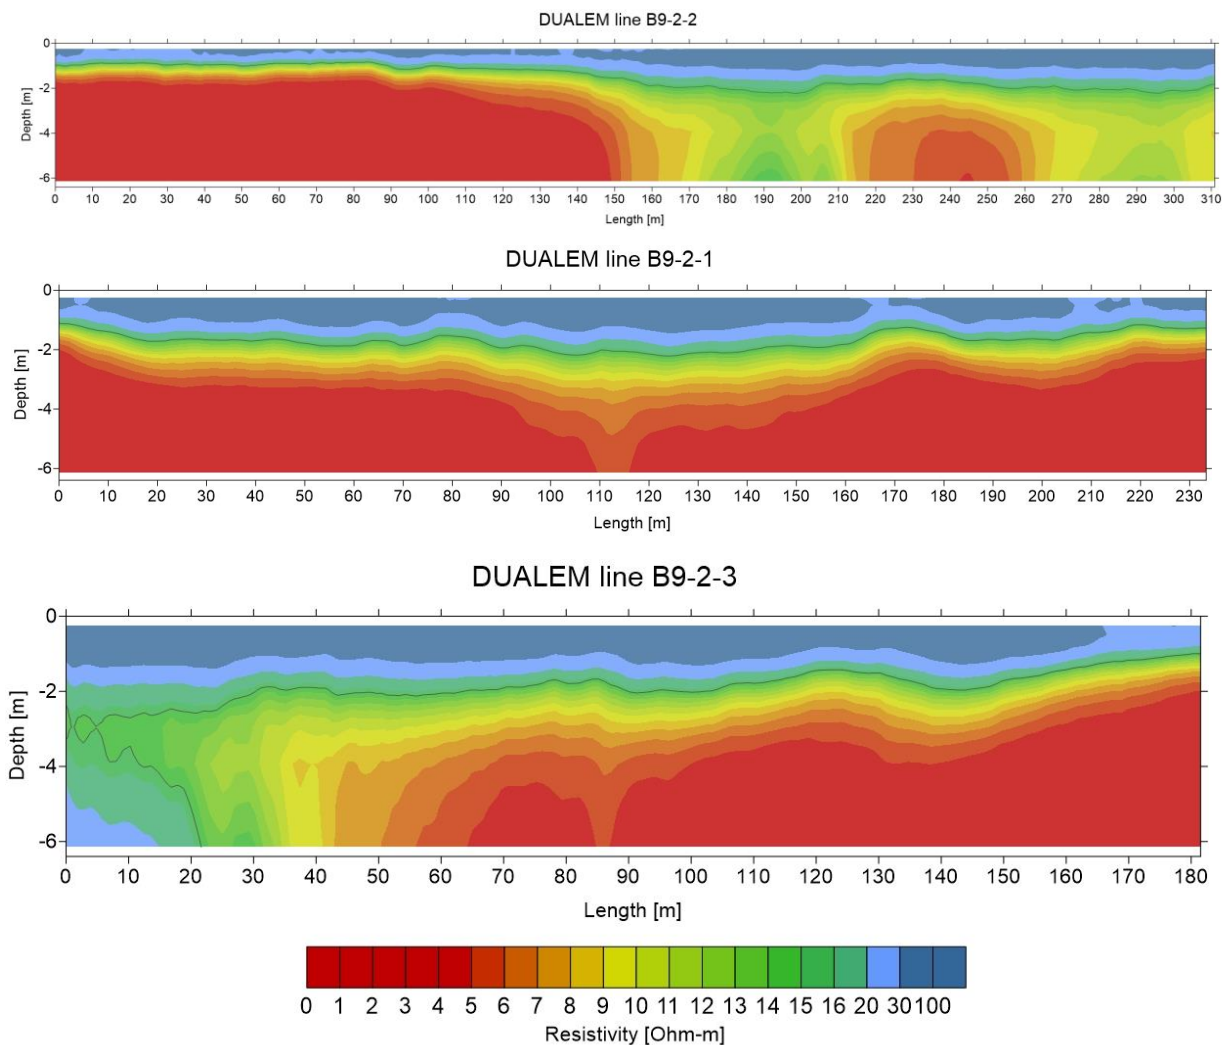 DUALEM line B9-2-2
0
-2
-4
-6
Depth [m]
0 10 20 30 40 50 60 70 80 90 100 110 120 130 140 150 160 170 180 190 200 210 220 230 240 250 260 270 280 290 300 310
Length [m]
DUALEM line B9-2-1
0
-2
-4
-6
Depth [m]
0 10 20 30 40 50 60 70 80 90 100 110 120 130 140 150 160 170 180 190 200 210 220 230
Length [m]
DUALEM line B9-2-3
0
-2
-4
-6
Depth [m]
0 10 20 30 40 50 60 70 80 90 100 110 120 130 140 150 160 170 180
Length [m]
0 1 2 3 4 5 6 7 8 9 10 11 12 13 14 15 16 20 30 100
Resistivity [Ohm-m]